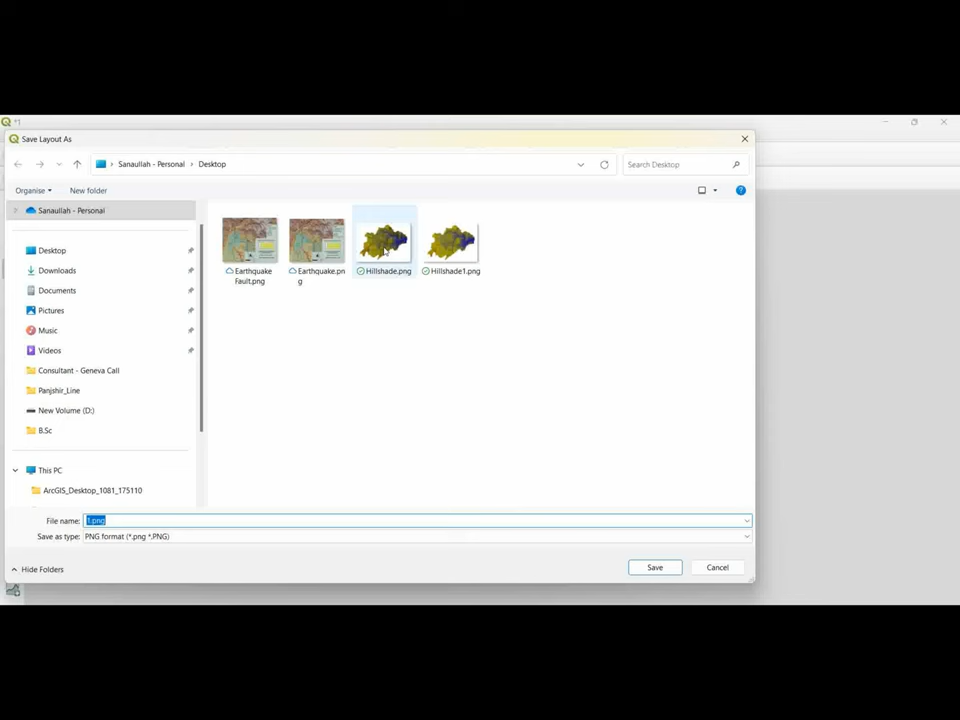 *1
Save Layout As
Sanaullah - Personal › Desktop
Search Desktop
Organise
New folder
Sanaullah - Personal
Desktop
Downloads
Documents
Pictures
Music
Videos
Consultant - Geneva Call
Panjshir_Line
New Volume (D:)
B.Sc
This PC
ArcGIS_Desktop_1081_175110
Earthquake
Fault.png
Earthquake.pn
g
Hillshade.png
Hillshade1.png
File name: 1.png
Save as type: PNG format (*.png *.PNG)
Hide Folders
Save
Cancel